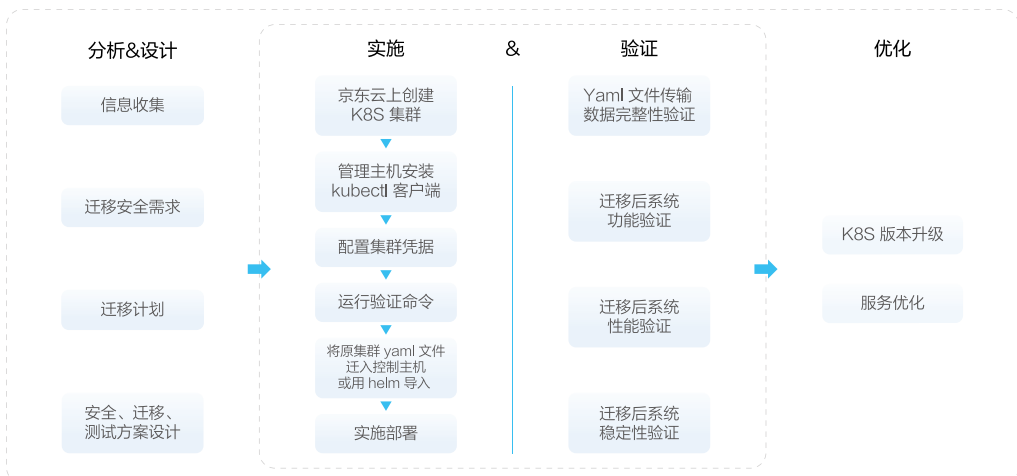 分析&设计
信息收集
迁移安全需求
迁移计划
安全、迁移、
测试方案设计
实施
&
验证
京东云上创建
K8S 集群
管理主机安装
kubectl 客户端
配置集群凭据
运行验证命令
将原集群 yaml 文件
迁入控制主机
或用 helm 导入
实施部署
Yaml 文件传输
数据完整性验证
迁移后系统
功能验证
迁移后系统
性能验证
迁移后系统
稳定性验证
优化
K8S 版本升级
服务优化